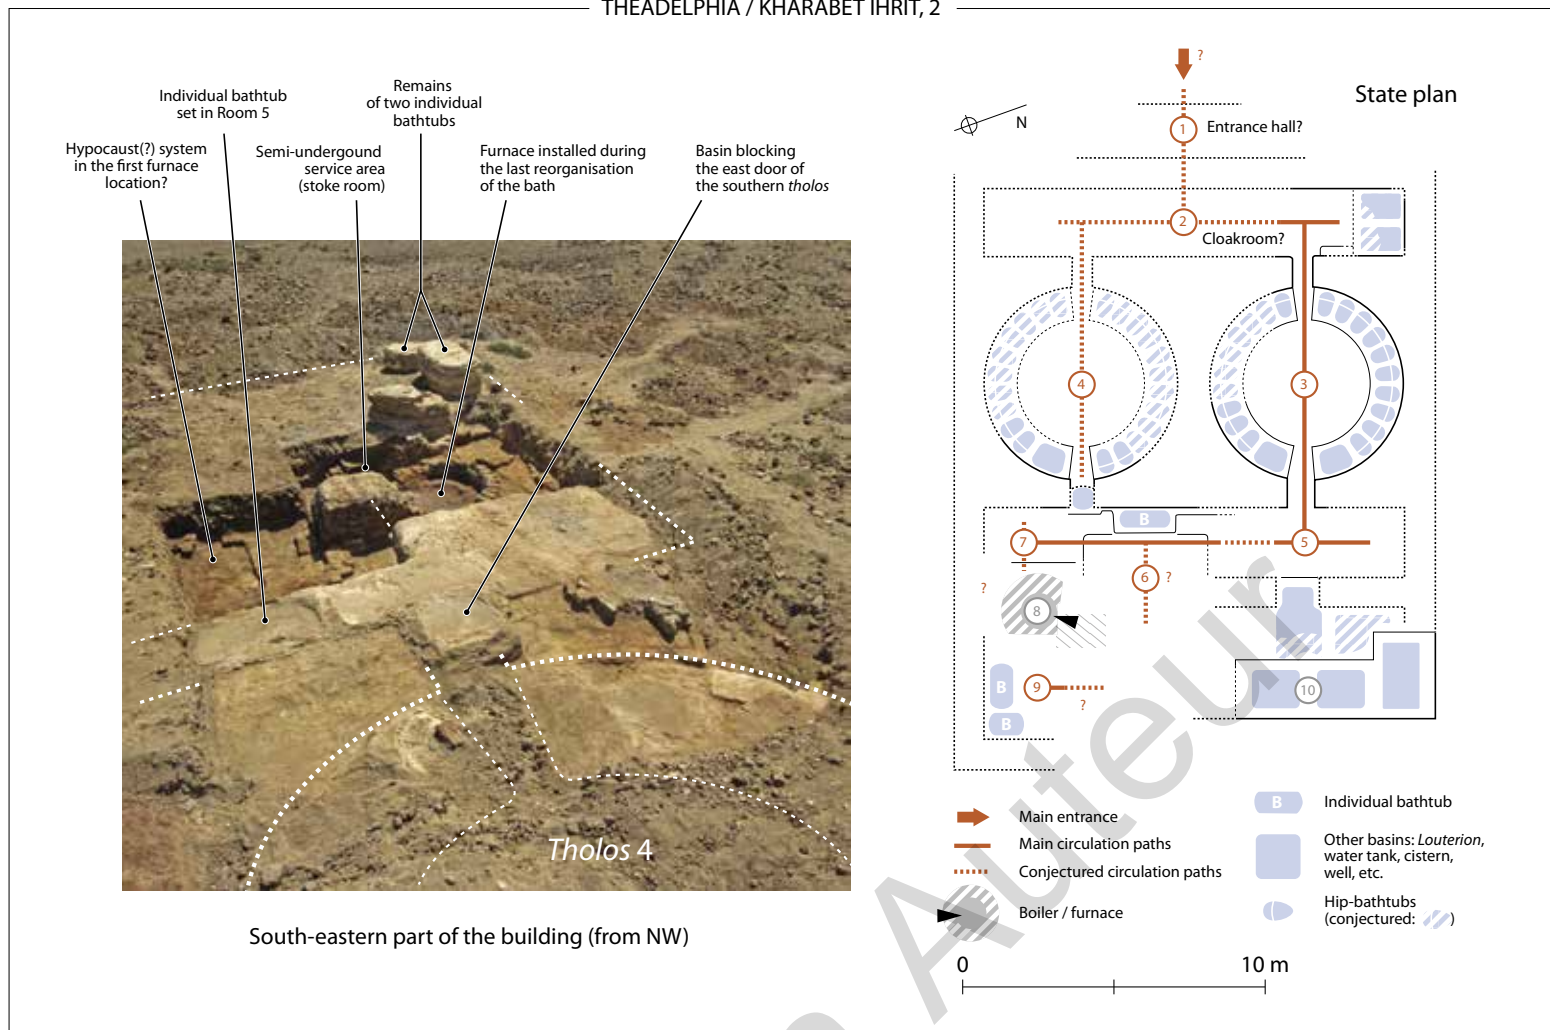 THEADELPHIA / KHARABET IHRIT, 2
Individual bathtub
set in Room 5
Remains
of two individual
bathtubs
Hypocaust(?) system
in the first furnace
location?
Semi-undergound
service area
(stoke room)
Furnace installed during
the last reorganisation
of the bath
Basin blocking
the east door of
the southern tholos
Tholos 4
South-eastern part of the building (from NW)
State plan
?
N
1
Entrance hall?
2
Cloakroom?
4
3
B
7
5
6
?
?
8
B
9
?
10
B
Main entrance
Main circulation paths
Conjectured circulation paths
Boiler / furnace
B
Individual bathtub
Other basins: Louterion,
water tank, cistern,
well, etc.
Hip-bathtubs
(conjectured: )
0
10 m
Auteur